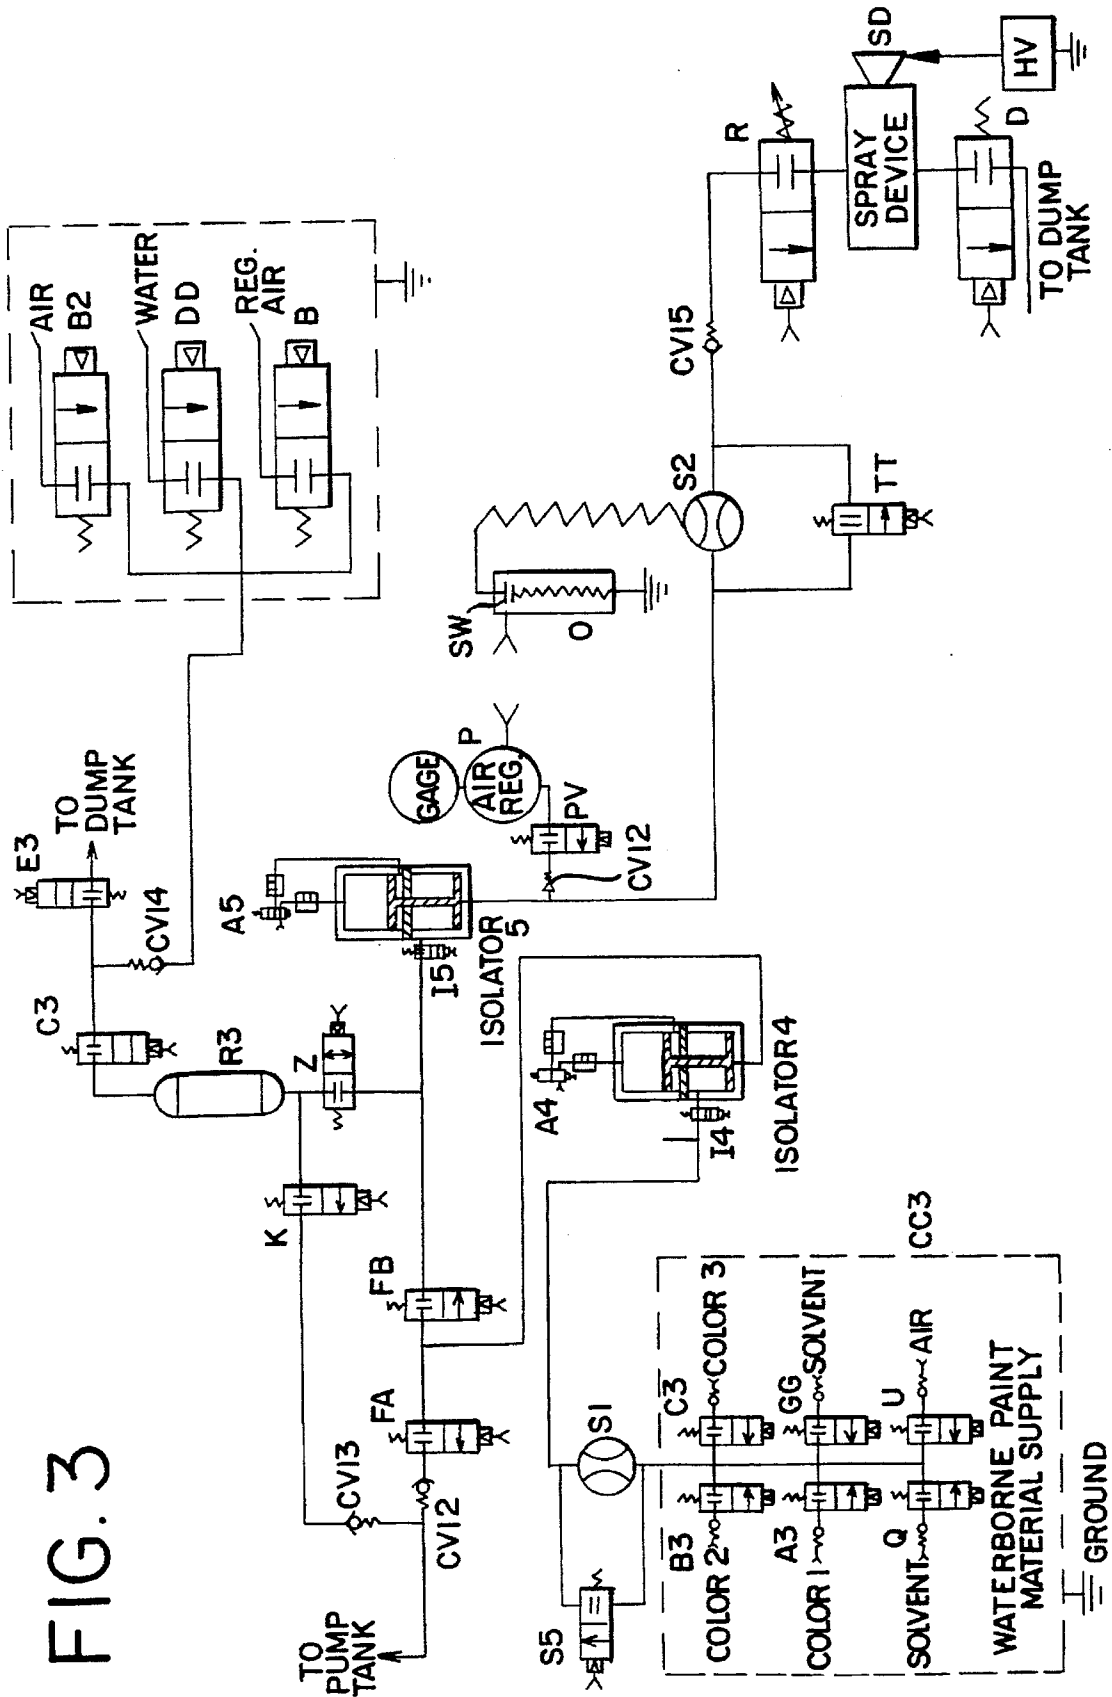 FIG. 3
AIR
B2
WATER
DD
REG.
AIR
B
E3
TO
DUMP
TANK
CV14
C3
R3
Z
K
A5
I5
ISOLATOR
5
GAGE
AIR
REG.
P
PV
CV12
SW
O
S2
TT
CV15
R
SPRAY
DEVICE
SD
HV
D
TO DUMP
TANK
FB
FA
CV13
CV12
TO
PUMP
TANK
A4
I4
ISOLATOR 4
S1
S5
CC3
C3
COLOR 3
GG
SOLVENT
U
AIR
B3
COLOR 2
A3
COLOR 1
Q
SOLVENT
WATERBORNE PAINT
MATERIAL SUPPLY
GROUND